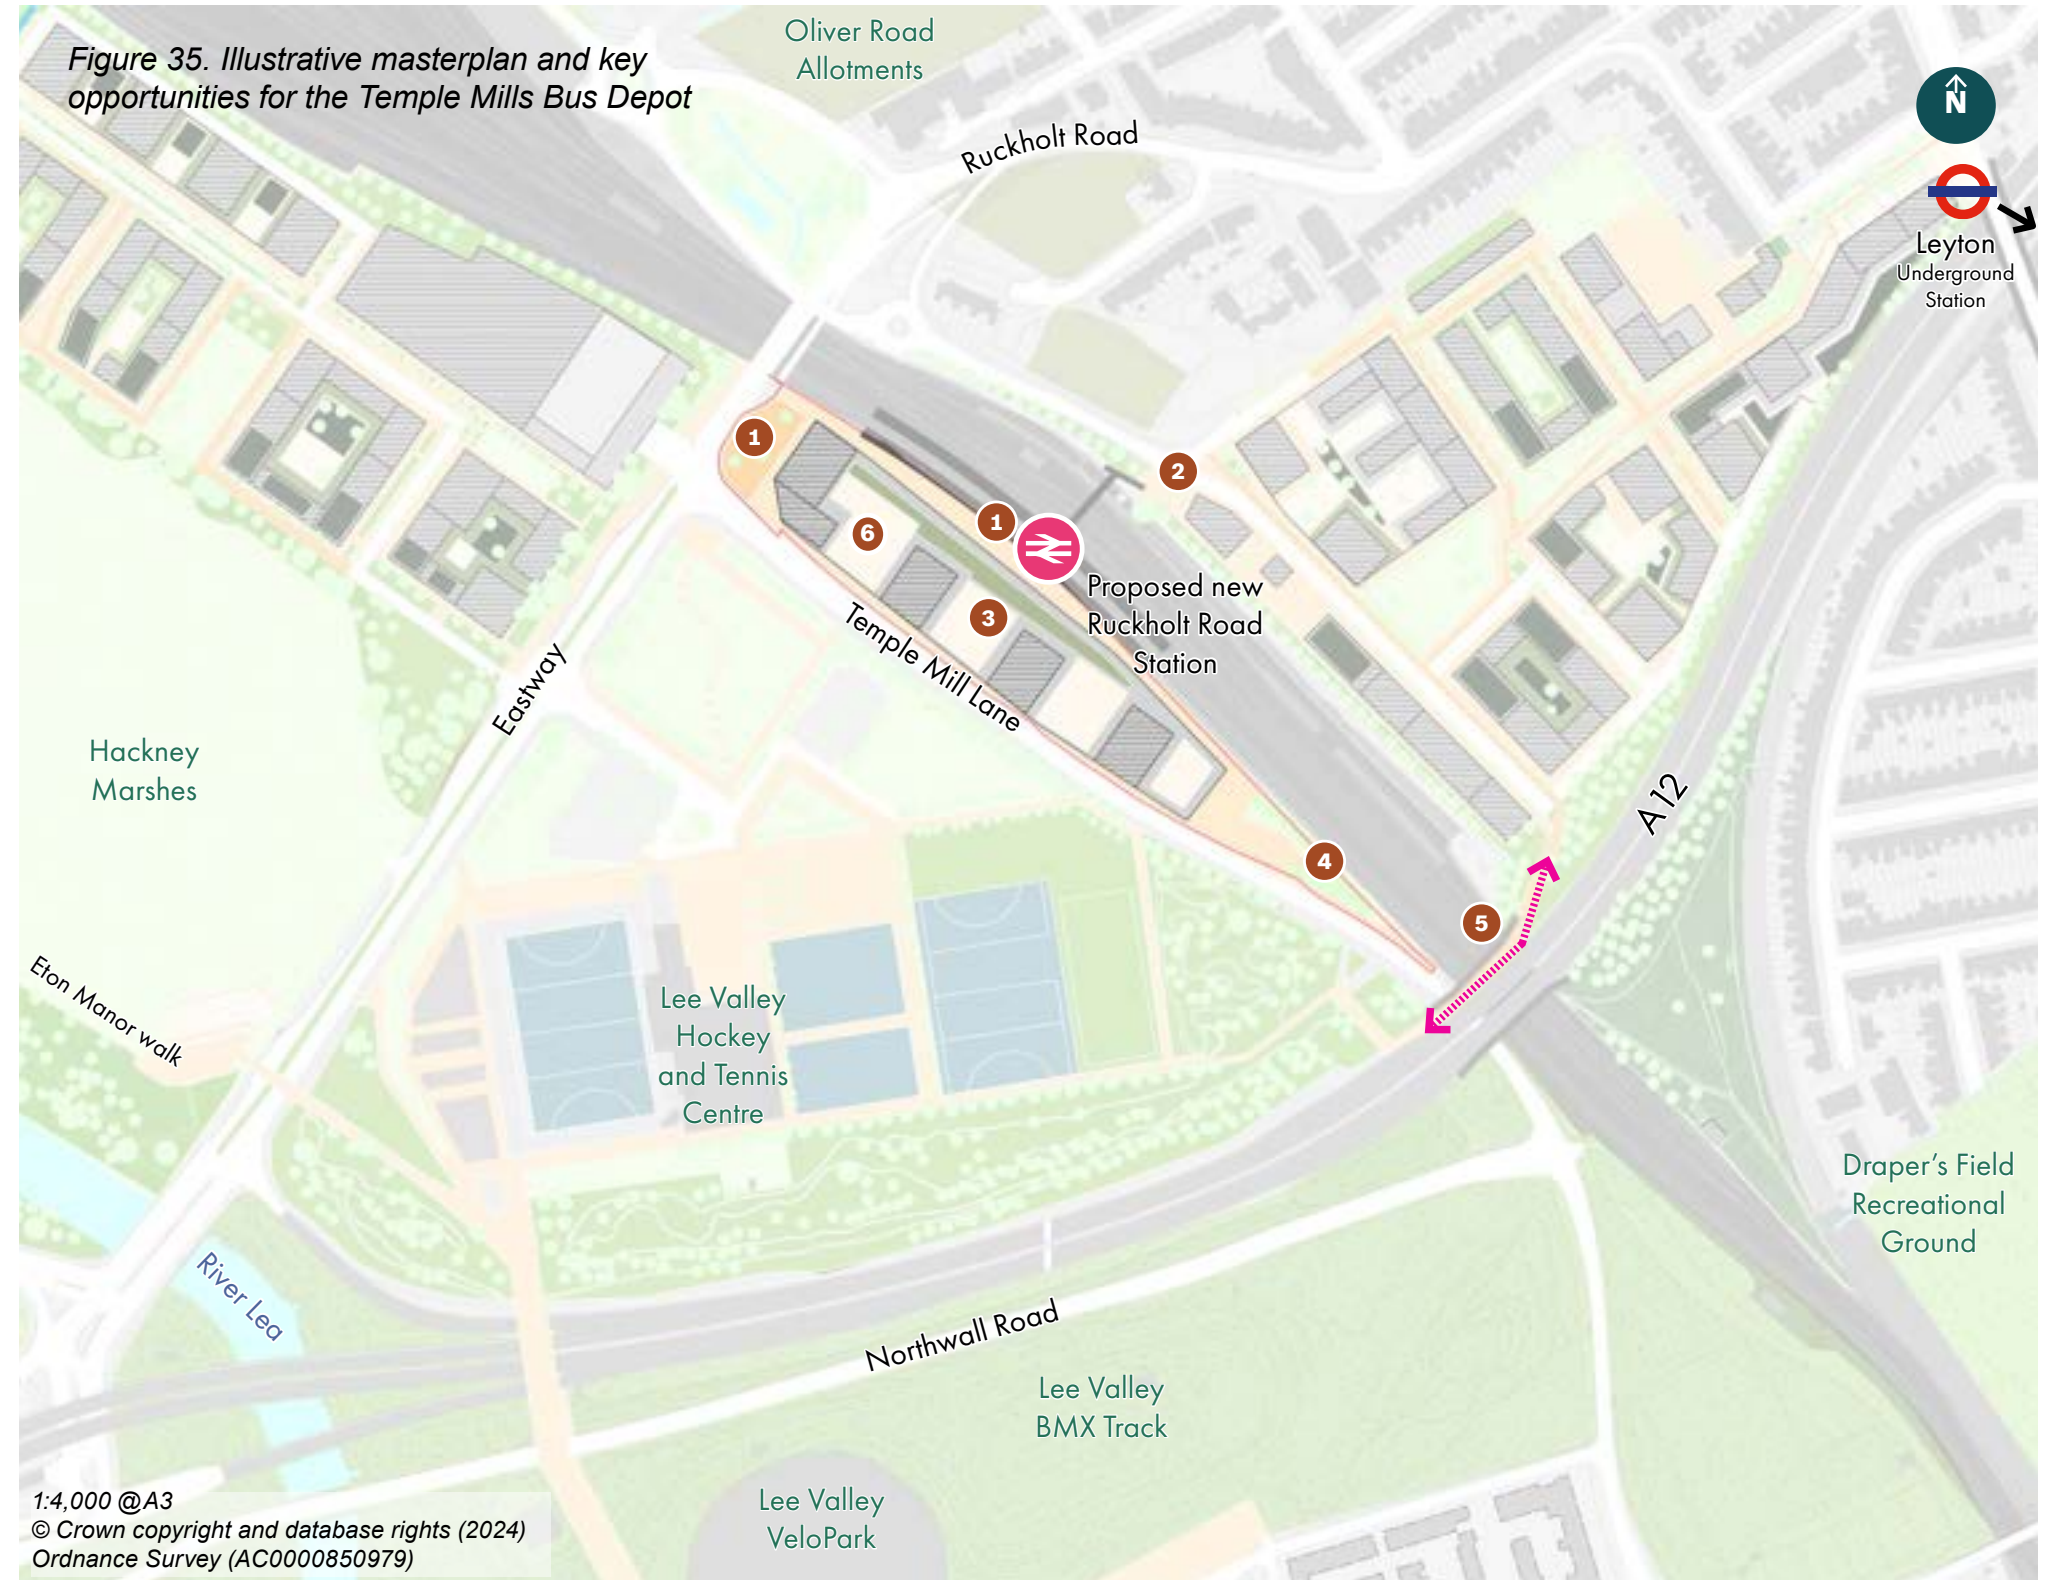 Figure 35. Illustrative masterplan and key
opportunities for the Temple Mills Bus Depot
Oliver Road
Allotments
Ruckholt Road
N
Leyton
Underground
Station
1
2
1
6
3
Proposed new
Ruckholt Road
Station
Temple Mill Lane
Eastway
Hackney
Marshes
A12
4
5
Eton Manor walk
Lee Valley
Hockey
and Tennis
Centre
Draper's Field
Recreational
Ground
River Lea
Northwall Road
Lee Valley
BMX Track
Lee Valley
VeloPark
1:4,000 @A3
© Crown copyright and database rights (2024)
Ordnance Survey (AC0000850979)